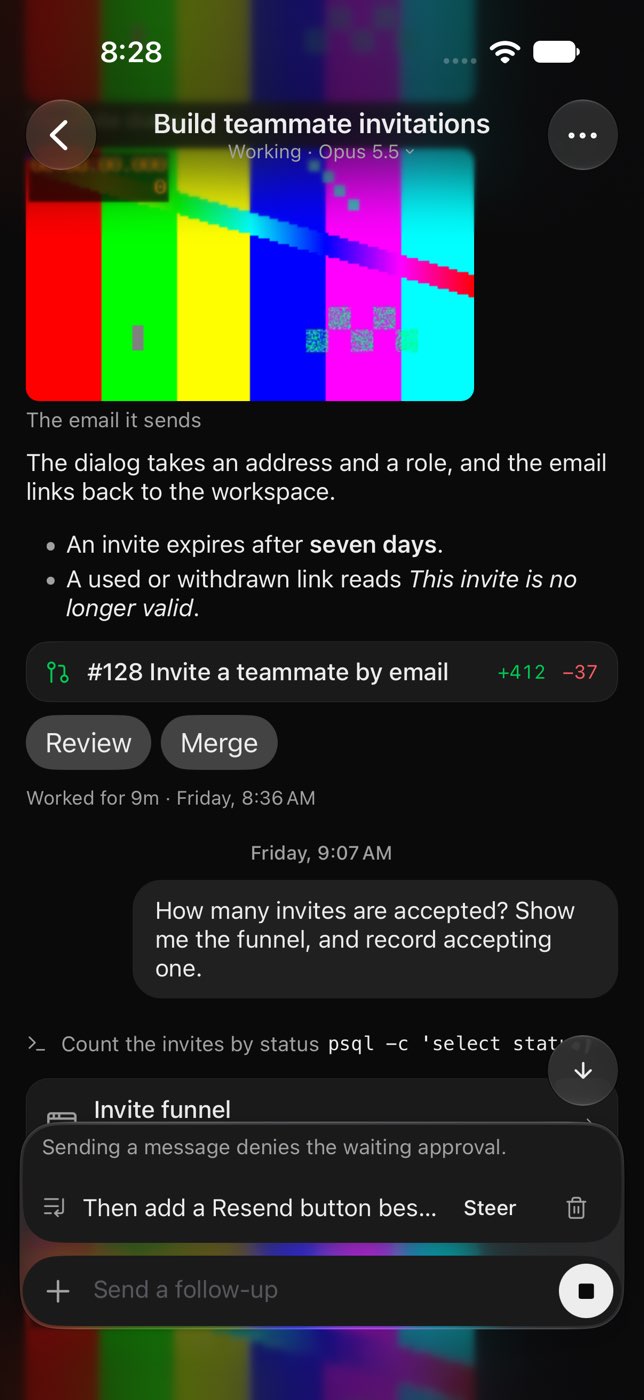 8:28
Build teammate invitations
Working · Opus 5.5
0
The email it sends
The dialog takes an address and a role, and the email
links back to the workspace.
An invite expires after seven days.
A used or withdrawn link reads This invite is no
longer valid.
#128 Invite a teammate by email +412 −37
Review Merge
Worked for 9m · Friday, 8:36 AM
Friday, 9:07 AM
How many invites are accepted? Show
me the funnel, and record accepting
one.
Count the invites by status psql -c 'select stat
Invite funnel
Sending a message denies the waiting approval.
Then add a Resend button bes... Steer
Send a follow-up